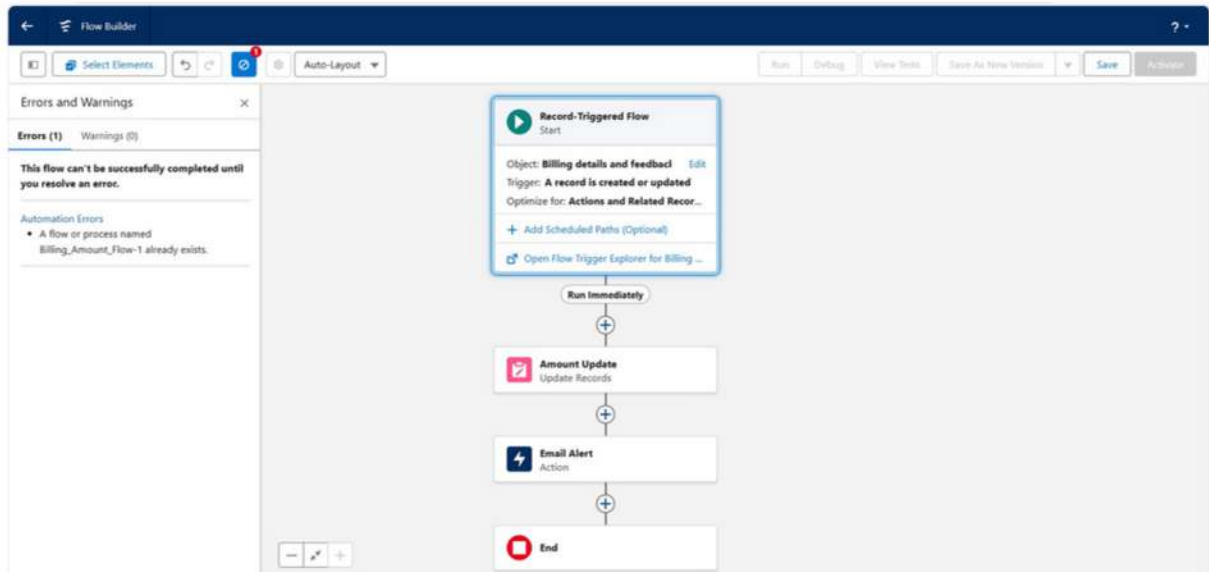 Flow Builder
?
1
Select Elements
Auto-Layout
Run
Debug
View Tests
Save As New Version
Save
Activate
Errors and Warnings
Errors (1)
Warnings (0)
This flow can't be successfully completed until
you resolve an error.
Automation Errors
• A flow or process named
Billing_Amount_Flow-1 already exists.
Record-Triggered Flow
Start
Object: Billing details and feedbacl
Edit
Trigger: A record is created or updated
Optimize for: Actions and Related Recor...
+ Add Scheduled Paths (Optional)
Open Flow Trigger Explorer for Billing ...
Run Immediately
Amount Update
Update Records
Email Alert
Action
End